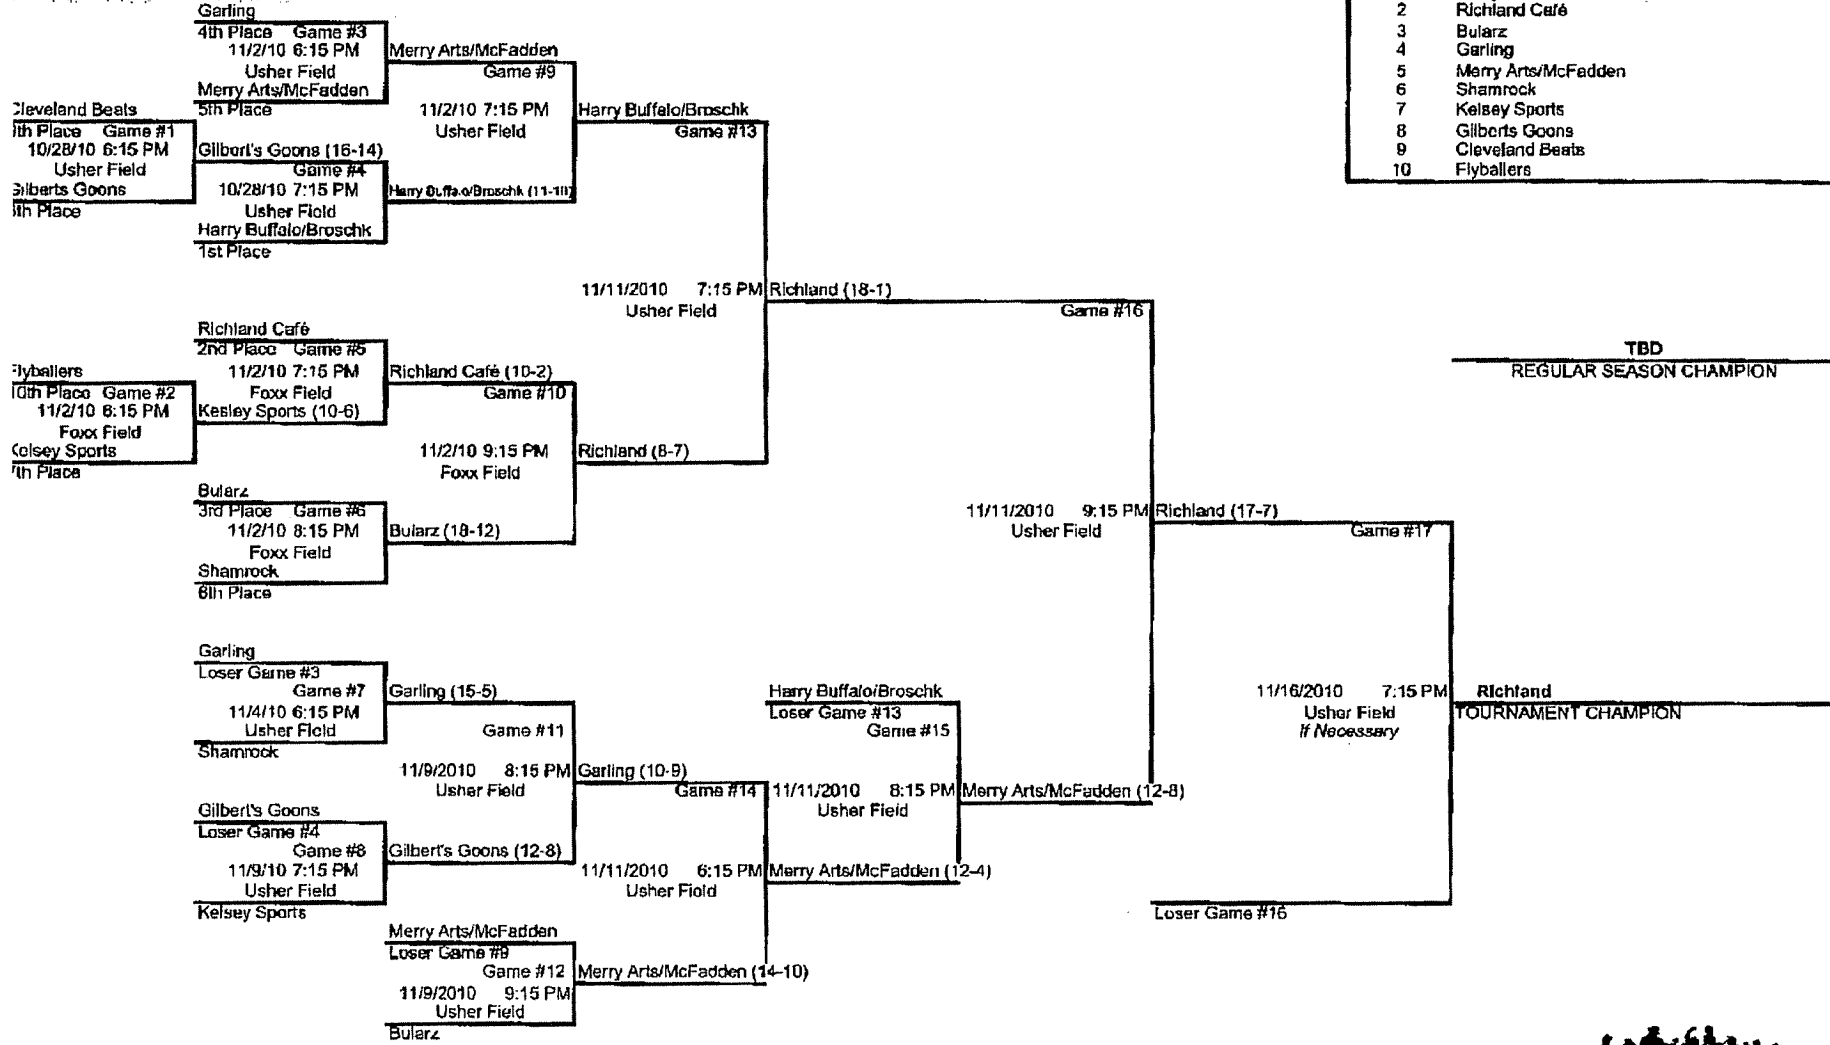 Garling
4th Place Game #3
11/2/10 6:15 PM
Usher Field
Merry Arts/McFadden
5th Place
Merry Arts/McFadden
Game #9
11/2/10 7:15 PM
Usher Field
Cleveland Beats
9th Place Game #1
10/28/10 6:15 PM
Usher Field
Gilberts Goons
8th Place
Gilbert's Goons (16-14)
Game #4
10/28/10 7:15 PM
Usher Field
Harry Buffalo/Broschk
1st Place
Harry Buffalo/Broschk (11-10)
Harry Buffalo/Broschk
Game #13
11/11/2010 7:15 PM
Usher Field
Richland Café
2nd Place Game #5
11/2/10 7:15 PM
Foxx Field
Kesley Sports (10-6)
Flyballers
10th Place Game #2
11/2/10 6:15 PM
Foxx Field
Kelsey Sports
7th Place
Richland Café (10-2)
Game #10
11/2/10 9:15 PM
Foxx Field
Richland (8-7)
Bularz
3rd Place Game #6
11/2/10 8:15 PM
Foxx Field
Shamrock
6th Place
Bularz (18-12)
Richland (18-1)
Game #16
11/11/2010 9:15 PM
Usher Field
Richland (17-7)
Game #17
11/16/2010 7:15 PM
Usher Field
If Necessary
Richland
TOURNAMENT CHAMPION
TBD
REGULAR SEASON CHAMPION
2 Richland Café
3 Bularz
4 Garling
5 Merry Arts/McFadden
6 Shamrock
7 Kelsey Sports
8 Gilberts Goons
9 Cleveland Beats
10 Flyballers
Garling
Loser Game #3
Game #7
11/4/10 6:15 PM
Usher Field
Shamrock
Garling (15-5)
Game #11
11/9/2010 8:15 PM
Usher Field
Gilbert's Goons
Loser Game #4
Game #8
11/9/10 7:15 PM
Usher Field
Kelsey Sports
Gilbert's Goons (12-8)
Garling (10-9)
Game #14
11/11/2010 6:15 PM
Usher Field
Merry Arts/McFadden
Loser Game #9
Game #12
11/9/2010 9:15 PM
Usher Field
Bularz
Merry Arts/McFadden (14-10)
Harry Buffalo/Broschk
Loser Game #13
Game #15
11/11/2010 8:15 PM
Usher Field
Merry Arts/McFadden (12-4)
Merry Arts/McFadden (12-8)
Loser Game #16